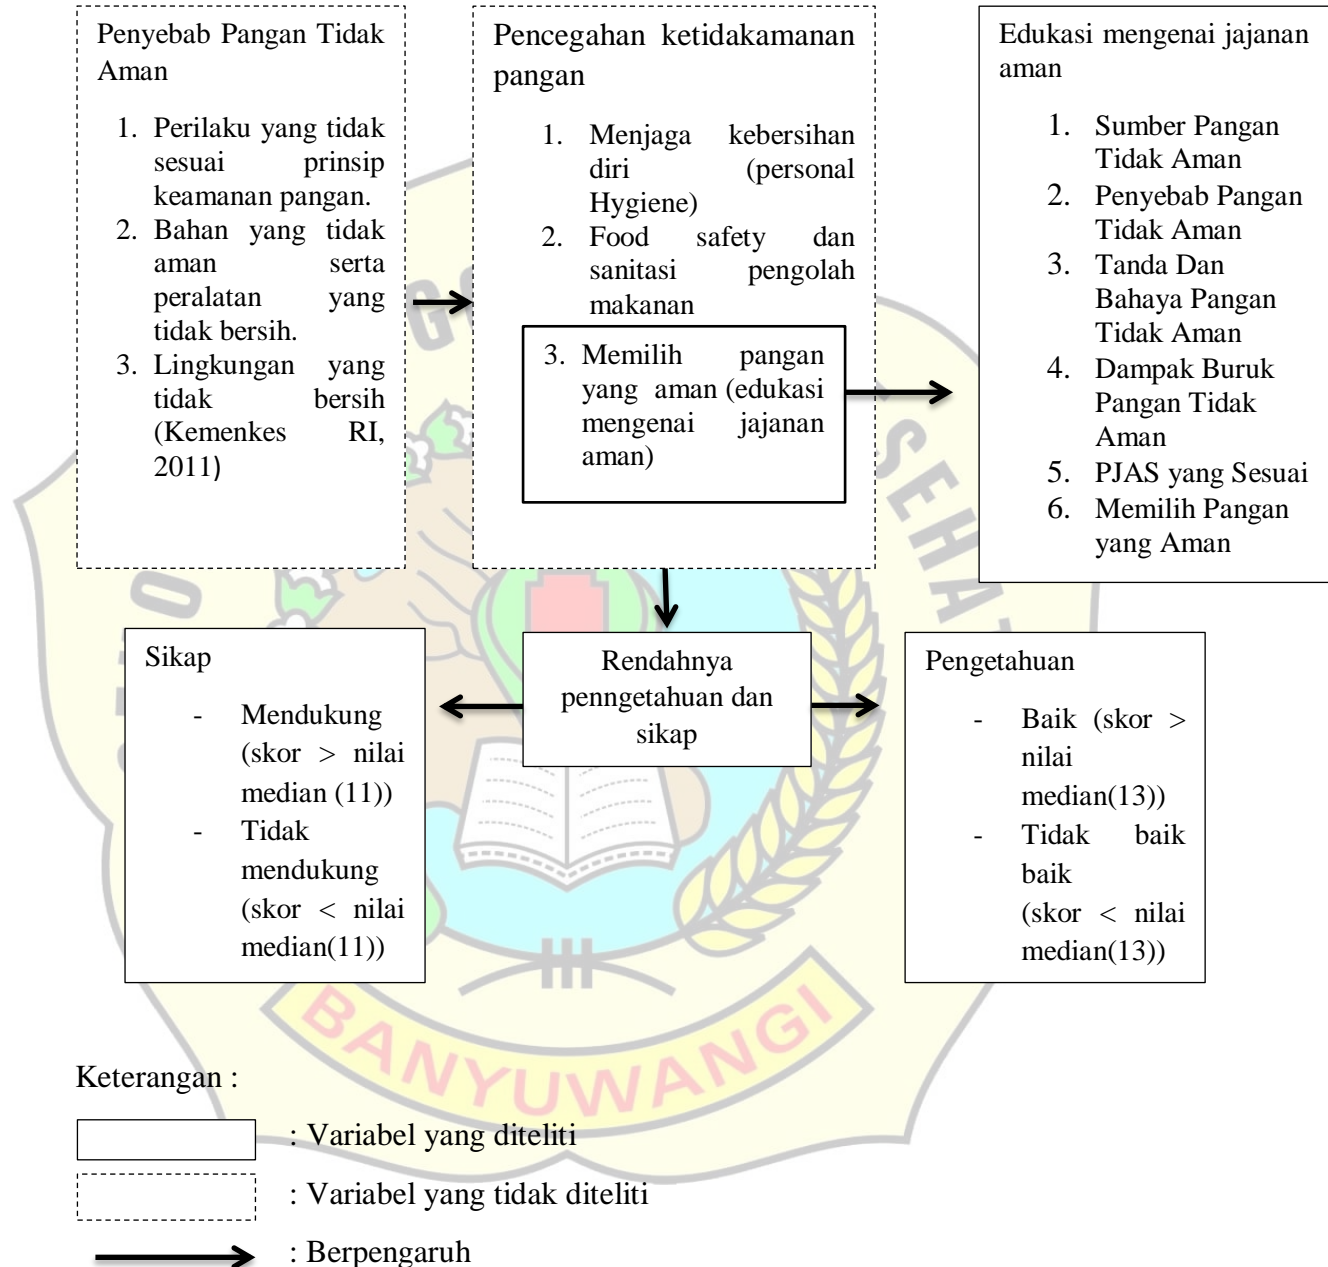 Penyebab Pangan Tidak
Aman
1. Perilaku yang tidak
sesuai prinsip
keamanan pangan.
2. Bahan yang tidak
aman serta
peralatan yang
tidak bersih.
3. Lingkungan yang
tidak bersih
(Kemenkes RI,
2011)
Pencegahan ketidakamanan
pangan
1. Menjaga kebersihan
diri (personal
Hygiene)
2. Food safety dan
sanitasi pengolah
makanan
3. Memilih pangan
yang aman (edukasi
mengenai jajanan
aman)
Edukasi mengenai jajanan
aman
1. Sumber Pangan
Tidak Aman
2. Penyebab Pangan
Tidak Aman
3. Tanda Dan
Bahaya Pangan
Tidak Aman
4. Dampak Buruk
Pangan Tidak
Aman
5. PJAS yang Sesuai
6. Memilih Pangan
yang Aman
Sikap
- Mendukung
(skor > nilai
median (11))
- Tidak
mendukung
(skor < nilai
median(11))
Rendahnya
penngetahuan dan
sikap
Pengetahuan
- Baik (skor >
nilai
median(13))
- Tidak baik
baik
(skor < nilai
median(13))
BANYUWANGI
Keterangan :
: Variabel yang diteliti
: Variabel yang tidak diteliti
: Berpengaruh